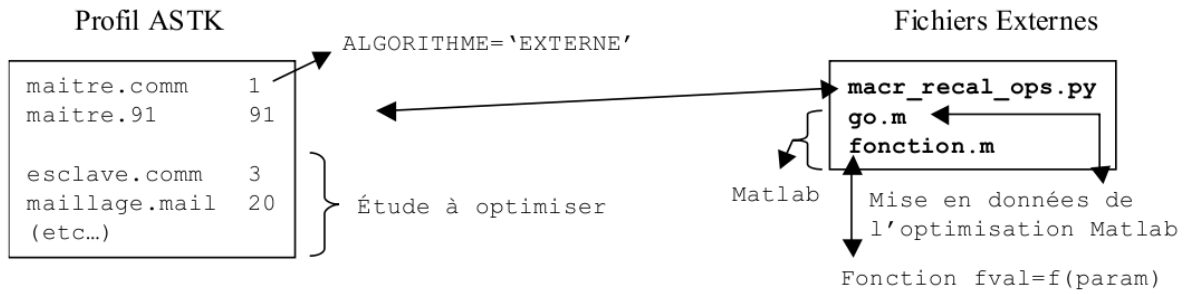 Profil ASTK
Fichiers Externes
ALGORITHME=‘EXTERNE’
maitre.comm 1
maitre.91 91
esclave.comm 3
maillage.mail 20
(etc…)
Étude à optimiser
macr_recal_ops.py
go.m
fonction.m
Matlab
Mise en données de
l’optimisation Matlab
Fonction fval=f(param)